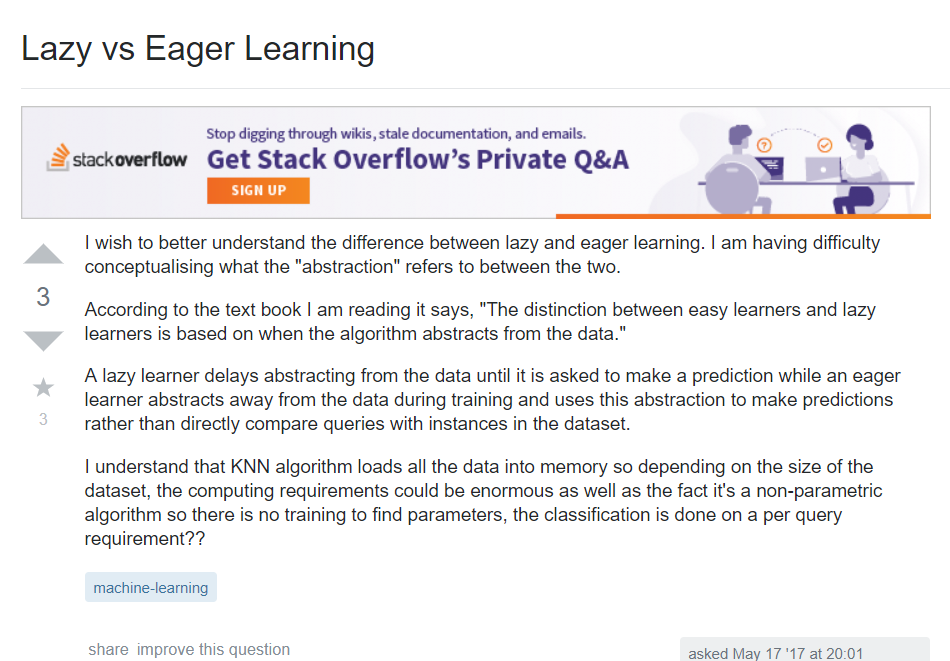 Lazy vs Eager Learning
Stop digging through wikis, stale documentation, and emails.
stackoverflow
Get Stack Overflow's Private Q&A
SIGN UP
I wish to better understand the difference between lazy and eager learning. I am having difficulty
conceptualising what the "abstraction" refers to between the two.
3
According to the text book I am reading it says, "The distinction between easy learners and lazy
learners is based on when the algorithm abstracts from the data."
A lazy learner delays abstracting from the data until it is asked to make a prediction while an eager
learner abstracts away from the data during training and uses this abstraction to make predictions
rather than directly compare queries with instances in the dataset.
3
I understand that KNN algorithm loads all the data into memory so depending on the size of the
dataset, the computing requirements could be enormous as well as the fact it's a non-parametric
algorithm so there is no training to find parameters, the classification is done on a per query
requirement??
machine-learning
share improve this question
asked May 17 '17 at 20:01